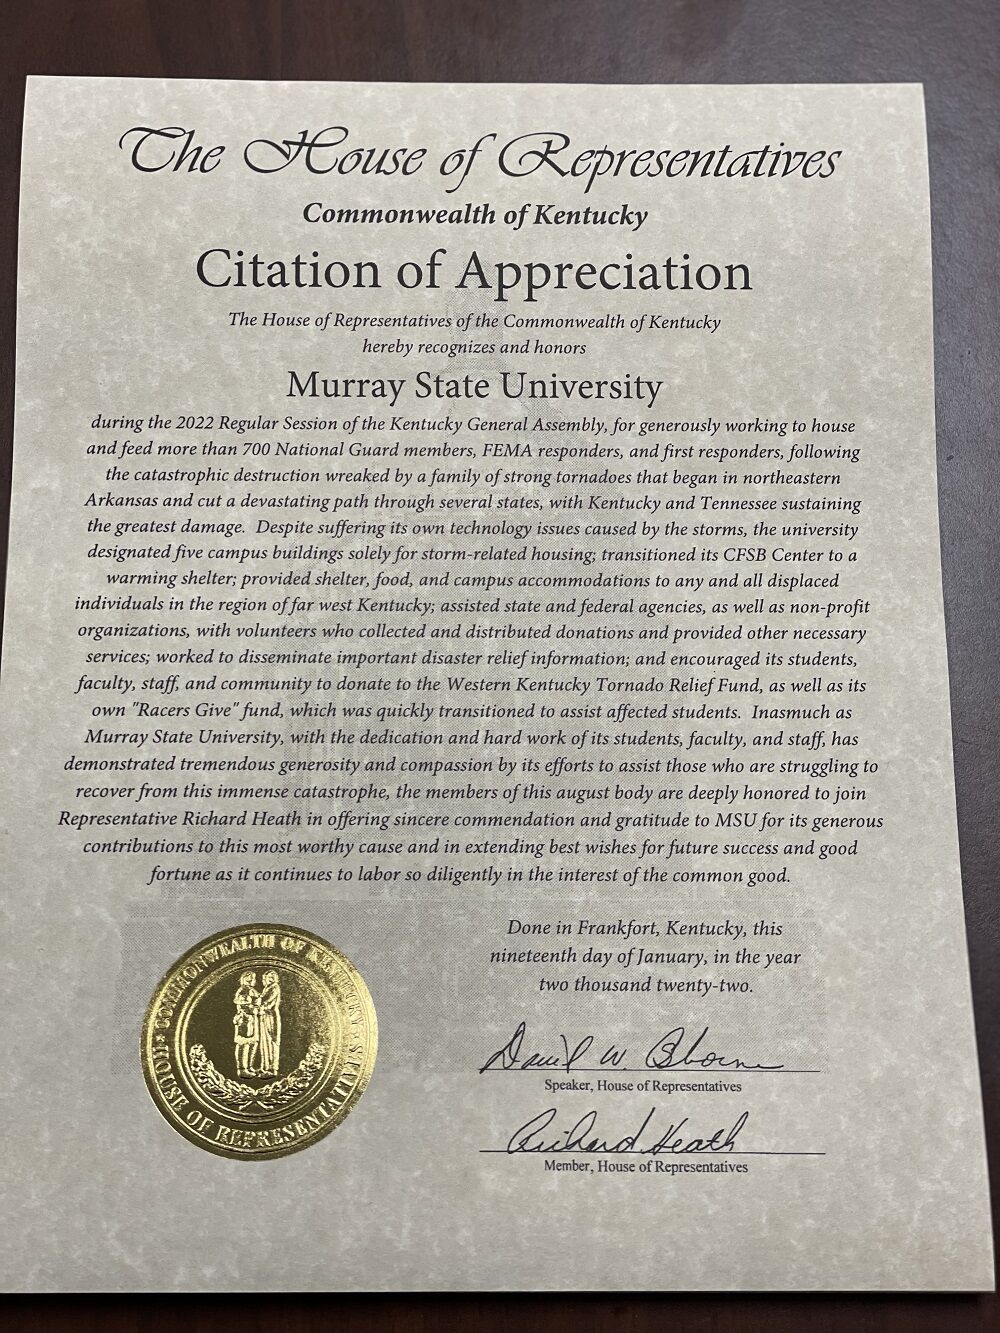 The House of Representatives
Commonwealth of Kentucky
Citation of Appreciation
The House of Representatives of the Commonwealth of Kentucky
hereby recognizes and honors
Murray State University
during the 2022 Regular Session of the Kentucky General Assembly, for generously working to house
and feed more than 700 National Guard members, FEMA responders, and first responders, following
the catastrophic destruction wreaked by a family of strong tornadoes that began in northeastern
Arkansas and cut a devastating path through several states, with Kentucky and Tennessee sustaining
the greatest damage. Despite suffering its own technology issues caused by the storms, the university
designated five campus buildings solely for storm-related housing; transitioned its CFSB Center to a
warming shelter; provided shelter, food, and campus accommodations to any and all displaced
individuals in the region of far west Kentucky; assisted state and federal agencies, as well as non-profit
organizations, with volunteers who collected and distributed donations and provided other necessary
services; worked to disseminate important disaster relief information; and encouraged its students,
faculty, staff, and community to donate to the Western Kentucky Tornado Relief Fund, as well as its
own "Racers Give" fund, which was quickly transitioned to assist affected students. Inasmuch as
Murray State University, with the dedication and hard work of its students, faculty, and staff, has
demonstrated tremendous generosity and compassion by its efforts to assist those who are struggling to
recover from this immense catastrophe, the members of this august body are deeply honored to join
Representative Richard Heath in offering sincere commendation and gratitude to MSU for its generous
contributions to this most worthy cause and in extending best wishes for future success and good
fortune as it continues to labor so diligently in the interest of the common good.
Done in Frankfort, Kentucky, this
nineteenth day of January, in the year
two thousand twenty-two.
David W. Osborne
Speaker, House of Representatives
Richard Heath
Member, House of Representatives
COMMONWEALTH OF KENTUCKY
HOUSE OF REPRESENTATIVES